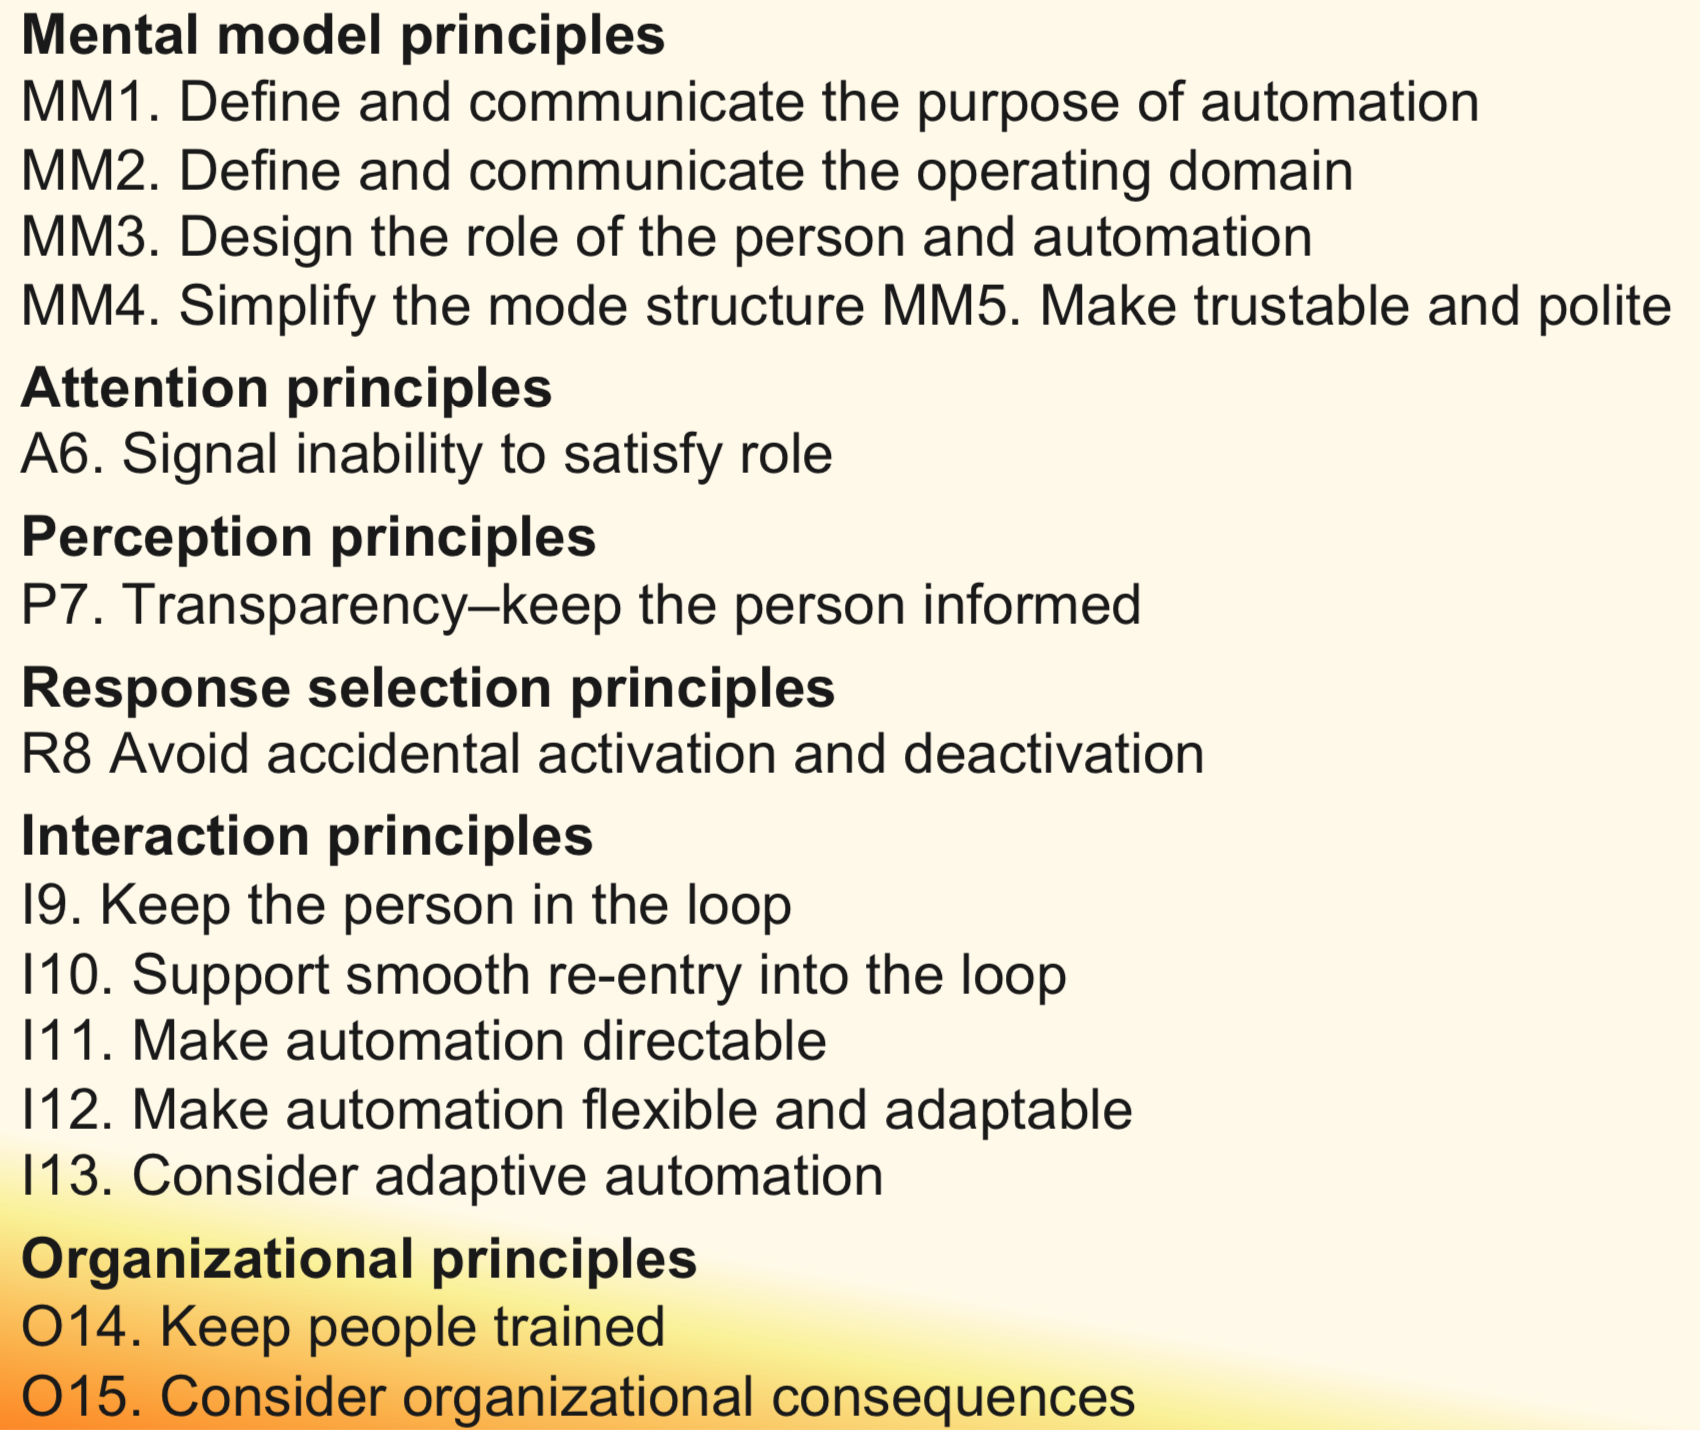 Mental model principles
MM1. Define and communicate the purpose of automation
MM2. Define and communicate the operating domain
MM3. Design the role of the person and automation
MM4. Simplify the mode structure MM5. Make trustable and polite
Attention principles
A6. Signal inability to satisfy role
Perception principles
P7. Transparency–keep the person informed
Response selection principles
R8 Avoid accidental activation and deactivation
Interaction principles
I9. Keep the person in the loop
I10. Support smooth re-entry into the loop
I11. Make automation directable
I12. Make automation flexible and adaptable
I13. Consider adaptive automation
Organizational principles
O14. Keep people trained
O15. Consider organizational consequences